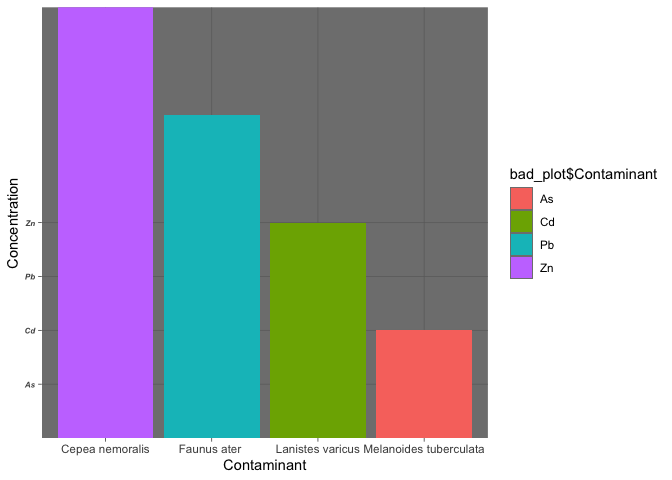 Concentration
Zn
Pb
Cd
As
Cepea nemoralis Faunus ater Lanistes varicus Melanoides tuberculata
Contaminant
bad_plot$Contaminant
As
Cd
Pb
Zn